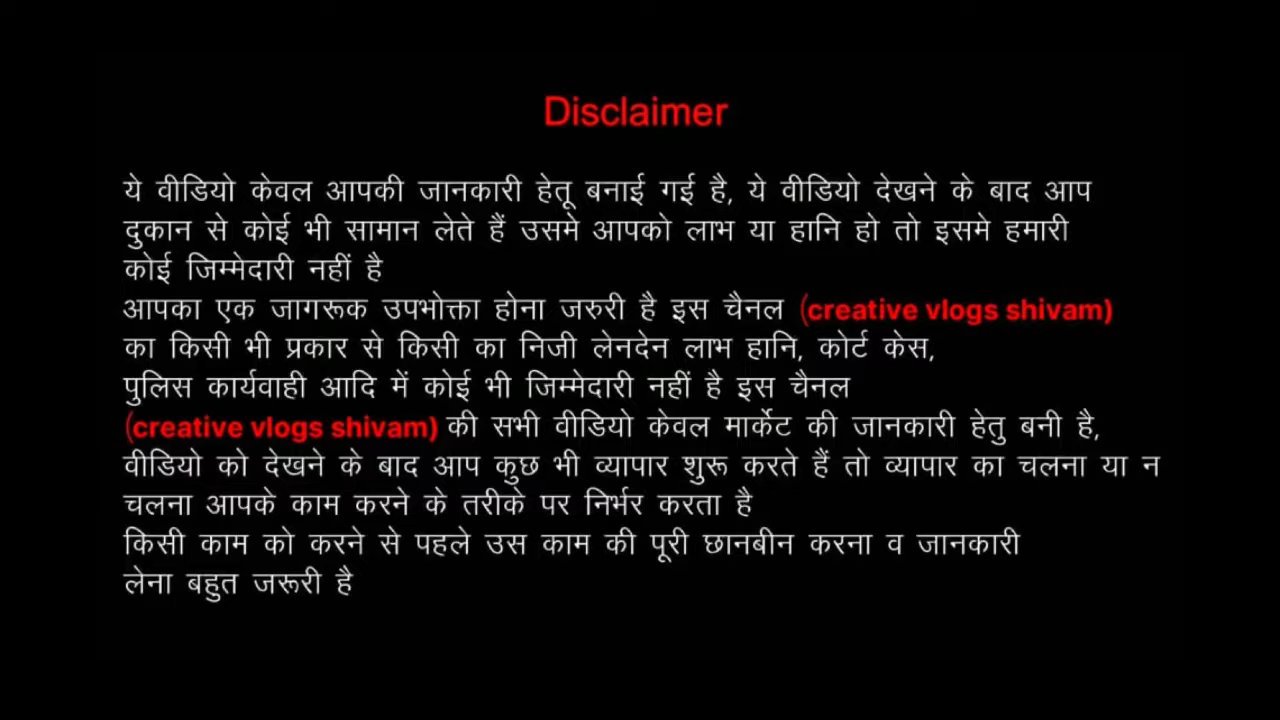 Disclaimer
ये वीडियो केवल आपकी जानकारी हेतू बनाई गई है, ये वीडियो देखने के बाद आप
दुकान से कोई भी सामान लेते हैं उसमे आपको लाभ या हानि हो तो इसमे हमारी
कोई जिम्मेदारी नहीं है
आपका एक जागरूक उपभोक्ता होना जरुरी है इस चैनल (creative vlogs shivam)
का किसी भी प्रकार से किसी का निजी लेनदेन लाभ हानि, कोर्ट केस,
पुलिस कार्यवाही आदि में कोई भी जिम्मेदारी नहीं है इस चैनल
(creative vlogs shivam) की सभी वीडियो केवल मार्केट की जानकारी हेतु बनी है,
वीडियो को देखने के बाद आप कुछ भी व्यापार शुरू करते हैं तो व्यापार का चलना या न
चलना आपके काम करने के तरीके पर निर्भर करता है
किसी काम को करने से पहले उस काम की पूरी छानबीन करना व जानकारी
लेना बहुत जरूरी है